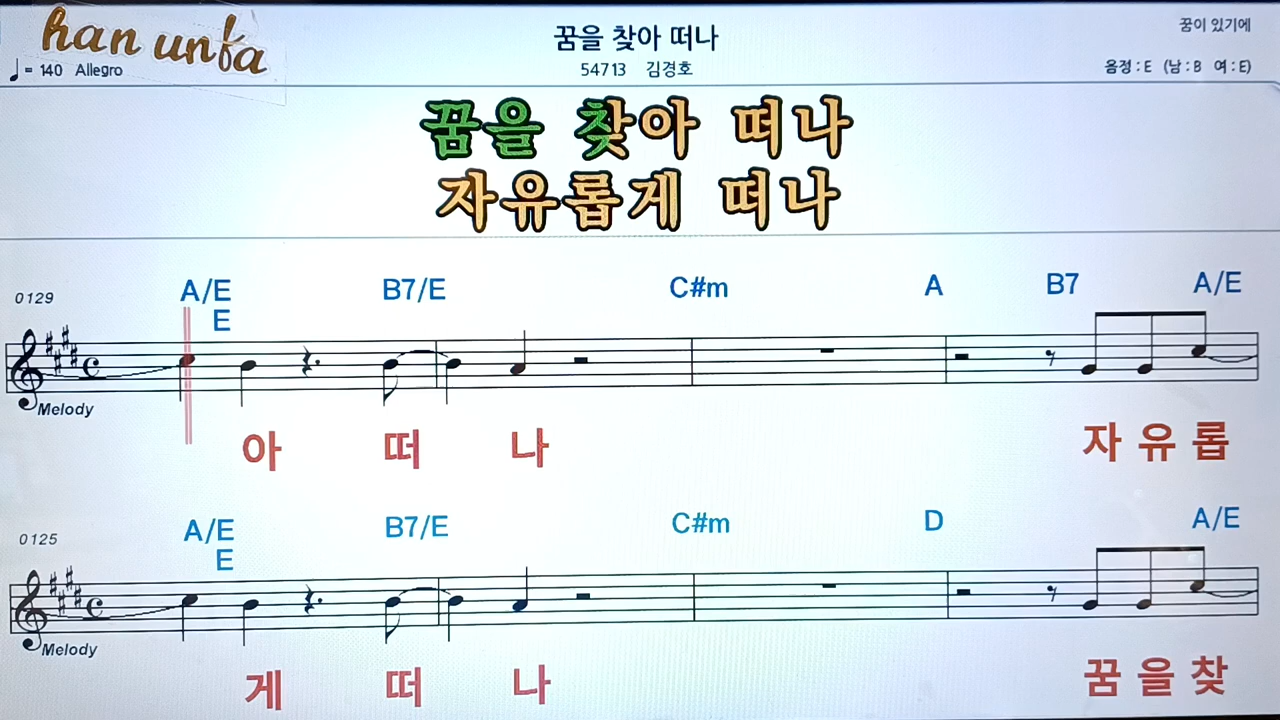 han unfa
꿈을 찾아 떠나
꿈이 있기에
♩= 140 Allegro
54713 김경호
음정 : E (남 : B 여 : E)
꿈을 찾아 떠나
자유롭게 떠나
0129
A/E B7/E C#m A B7 A/E
E
Melody
아 떠 나 자 유 롭
0125
A/E B7/E C#m D A/E
E
Melody
게 떠 나 꿈 을 찾